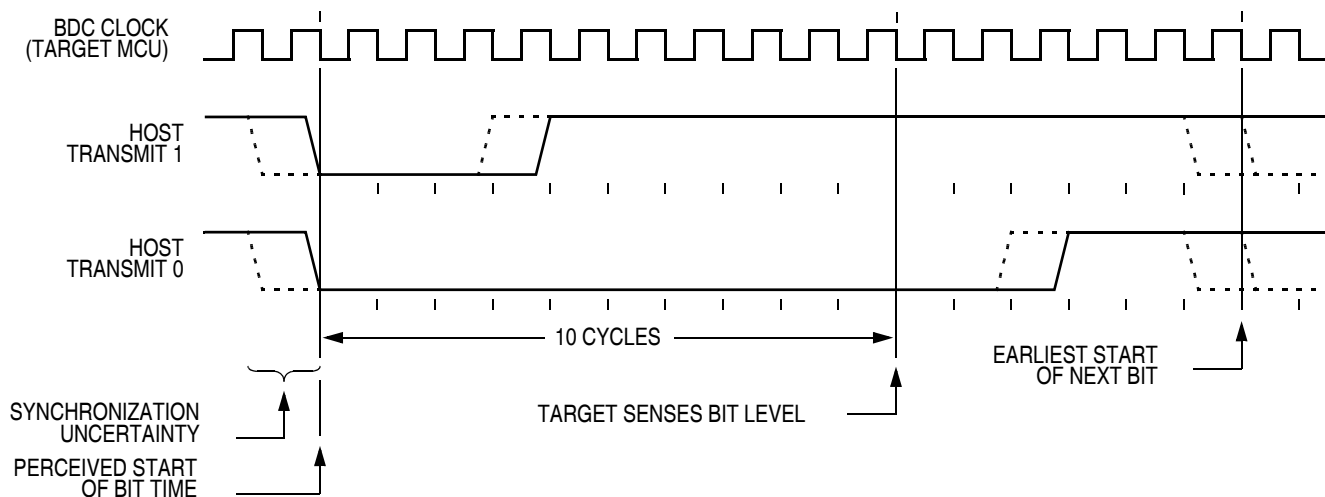 BDC CLOCK
(TARGET MCU)
HOST
TRANSMIT 1
HOST
TRANSMIT 0
10 CYCLES
EARLIEST START
OF NEXT BIT
SYNCHRONIZATION
UNCERTAINTY
TARGET SENSES BIT LEVEL
PERCEIVED START
OF BIT TIME